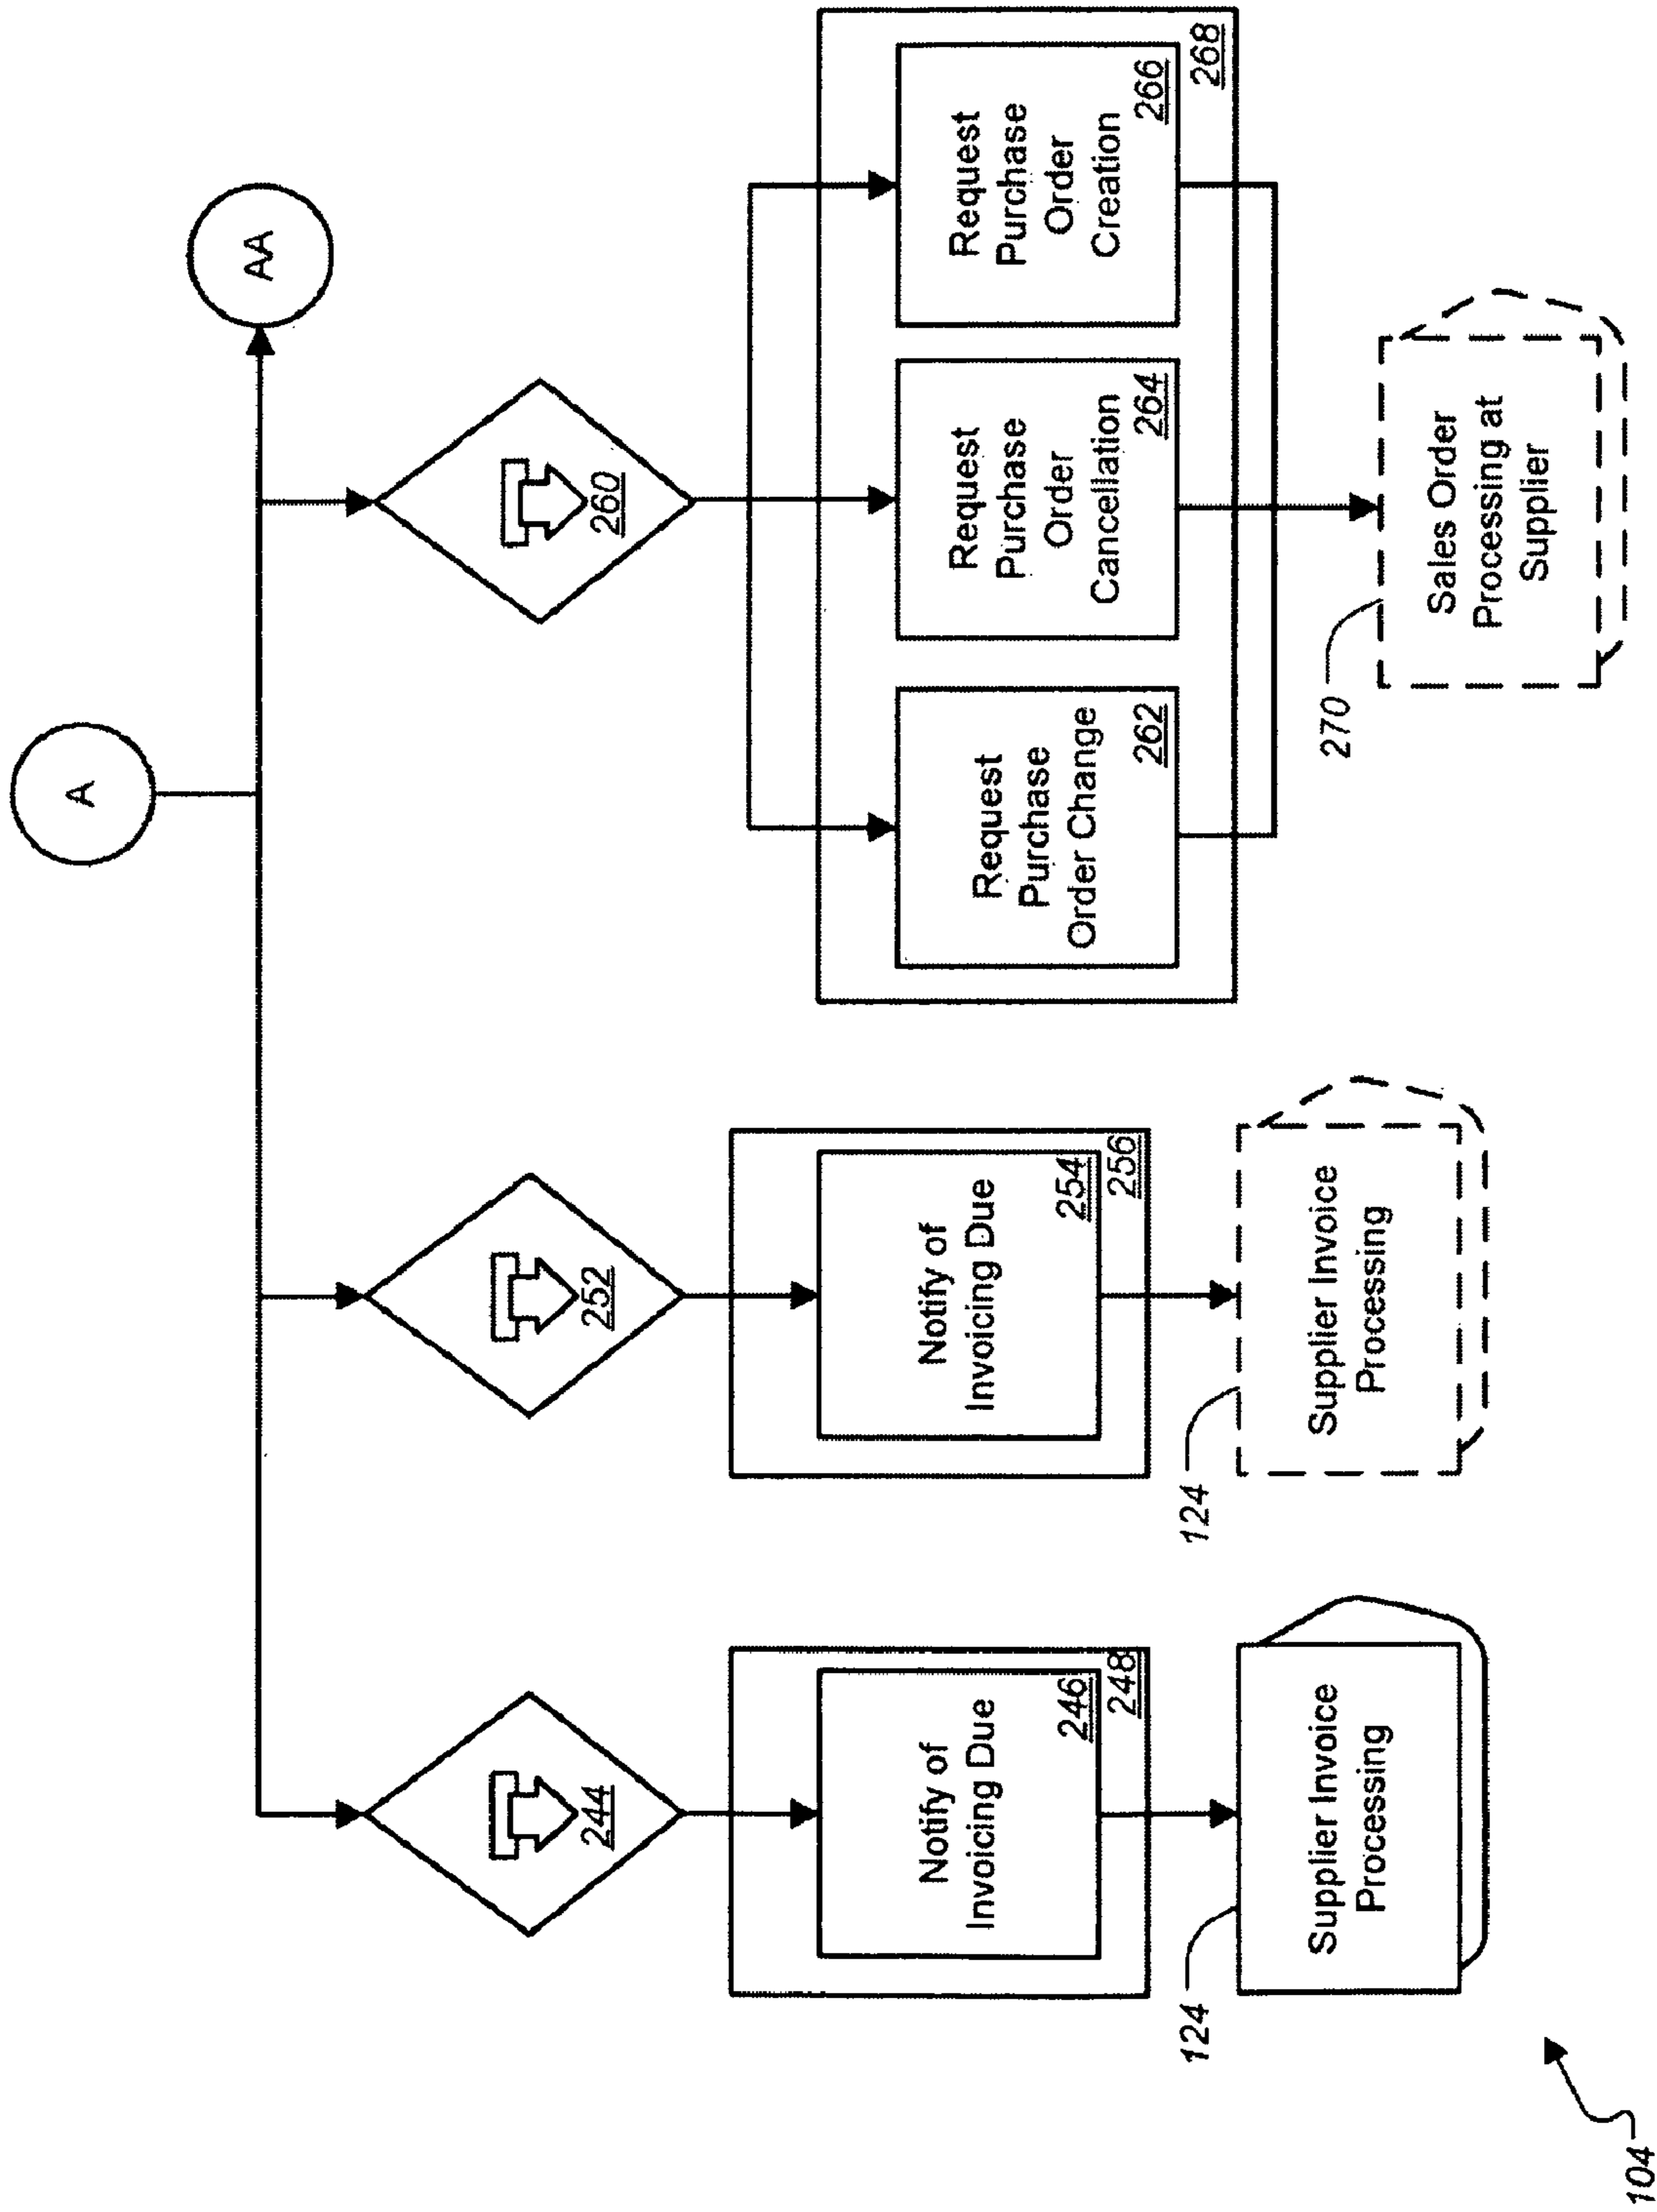 A
AA
244
252
260
Notify of
Invoicing Due
246
248
Notify of
Invoicing Due
254
256
Request
Purchase
Order Change
262
Request
Purchase
Order
Cancellation
264
Request
Purchase
Order
Creation
266
268
124
Supplier Invoice
Processing
124
Supplier Invoice
Processing
270
Sales Order
Processing at
Supplier
104